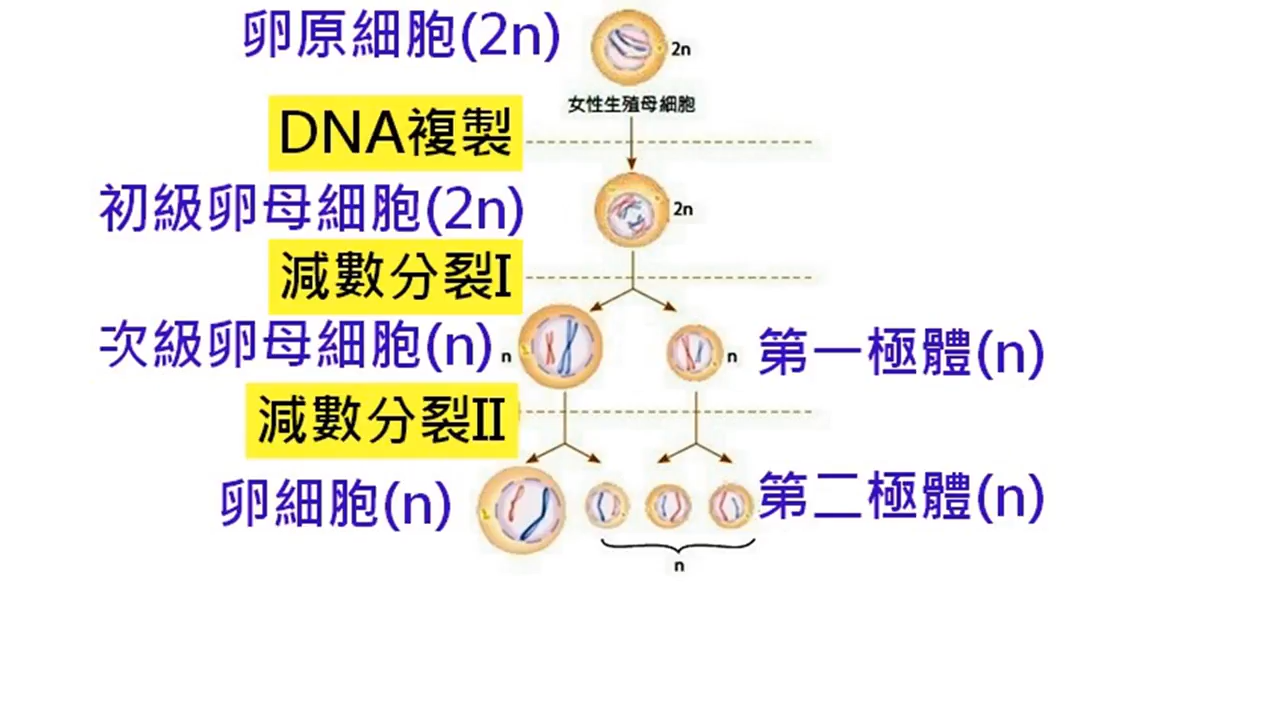 卵原細胞(2n)
2n
女性生殖母細胞
DNA複製
初級卵母細胞(2n)
2n
減數分裂I
次級卵母細胞(n)
n
n
第一極體(n)
減數分裂II
卵細胞(n)
第二極體(n)
n